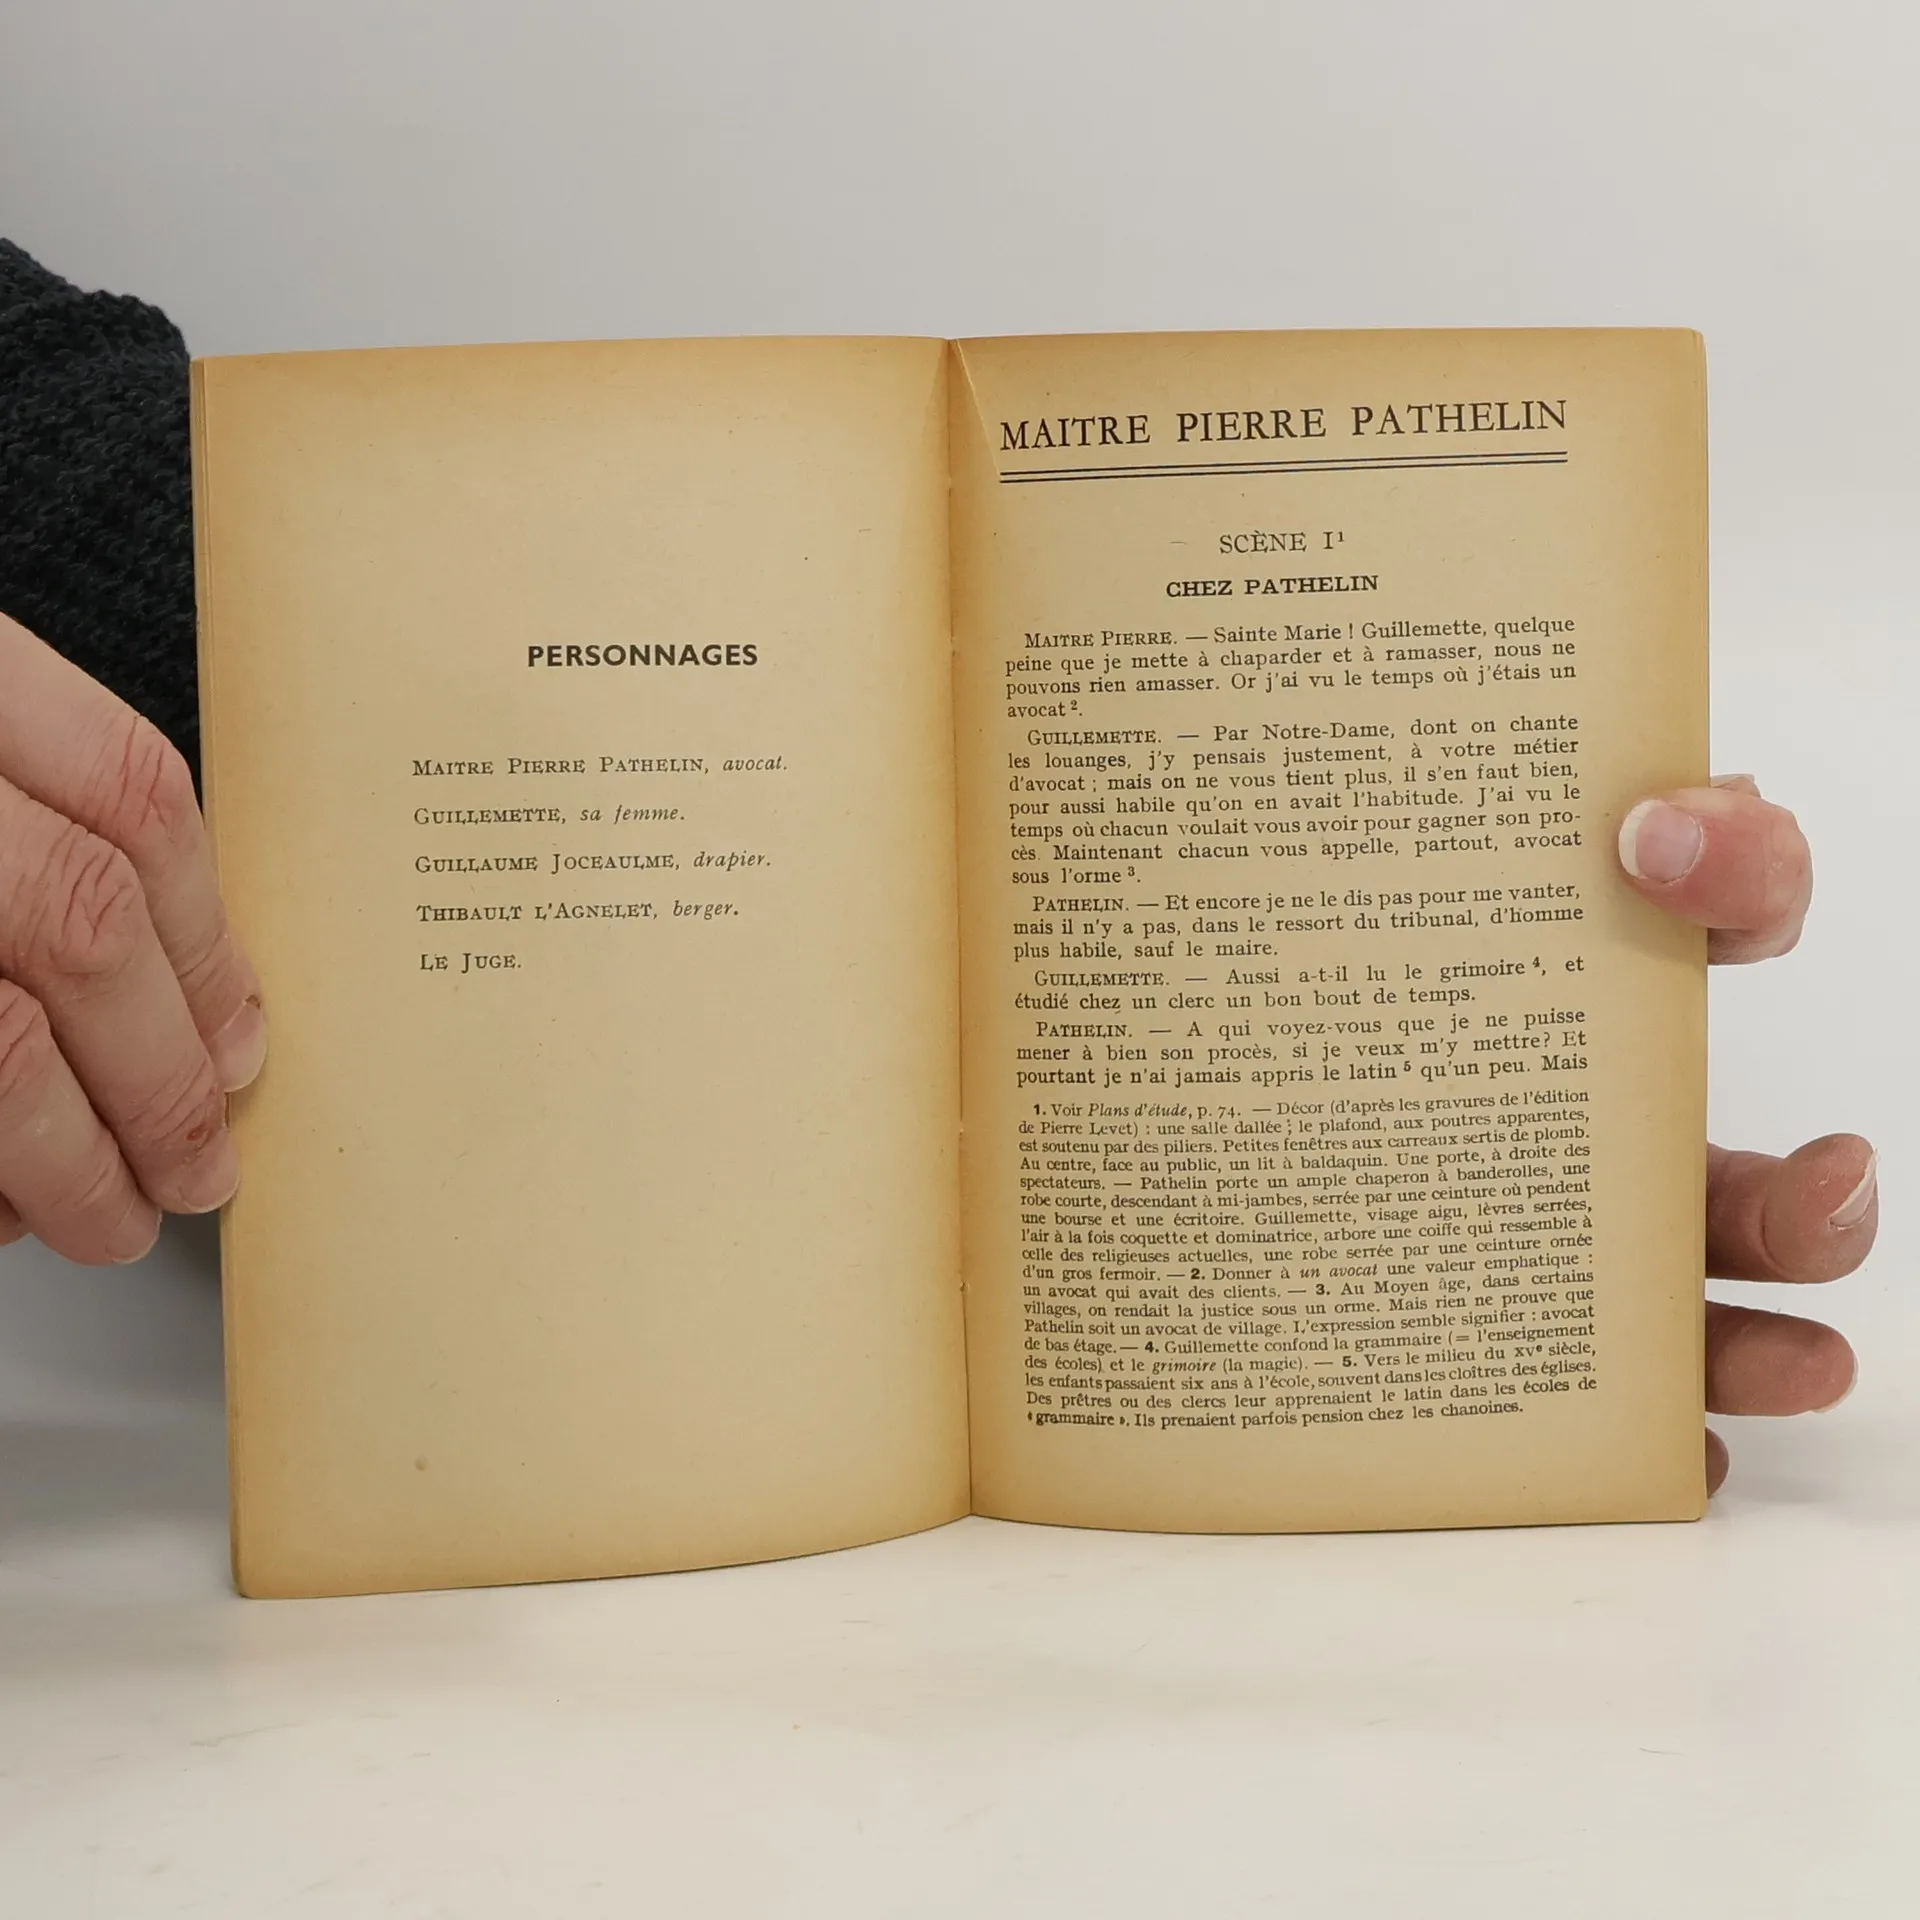 PERSONNAGES
MAITRE PIERRE PATHELIN, avocat.
GUILLEMETTE, sa femme.
GUILLAUME JOCEAULME, drapier.
THIBAULT L'AGNELET, berger.
LE JUGE.
MAITRE PIERRE PATHELIN
SCÈNE I¹
CHEZ PATHELIN
MAITRE PIERRE. — Sainte Marie ! Guillemette, quelque
peine que je mette à chaparder et à ramasser, nous ne
pouvons rien amasser. Or j'ai vu le temps où j'étais un
avocat ².
GUILLEMETTE. — Par Notre-Dame, dont on chante
les louanges, j'y pensais justement, à votre métier
d'avocat ; mais on ne vous tient plus, il s'en faut bien,
pour aussi habile qu'on en avait l'habitude. J'ai vu le
temps où chacun voulait vous avoir pour gagner son pro-
cès. Maintenant chacun vous appelle, partout, avocat
sous l'orme ³.
PATHELIN. — Et encore je ne le dis pas pour me vanter,
mais il n'y a pas, dans le ressort du tribunal, d'homme
plus habile, sauf le maire.
GUILLEMETTE. — Aussi a-t-il lu le grimoire ⁴, et
étudié chez un clerc un bon bout de temps.
PATHELIN. — A qui voyez-vous que je ne puisse
mener à bien son procès, si je veux m'y mettre? Et
pourtant je n'ai jamais appris le latin ⁵ qu'un peu. Mais
1. Voir Plans d'étude, p. 74. — Décor (d'après les gravures de l'édition
de Pierre Levet) : une salle dallée ; le plafond, aux poutres apparentes,
est soutenu par des piliers. Petites fenêtres aux carreaux sertis de plomb.
Au centre, face au public, un lit à baldaquin. Une porte, à droite des
spectateurs. — Pathelin porte un ample chaperon à banderolles, une
robe courte, descendant à mi-jambes, serrée par une ceinture où pendent
une bourse et une écritoire. Guillemette, visage aigu, lèvres serrées,
l'air à la fois coquette et dominatrice, arbore une coiffe qui ressemble à
celle des religieuses actuelles, une robe serrée par une ceinture ornée
d'un gros fermoir. — 2. Donner à un avocat une valeur emphatique :
un avocat qui avait des clients. — 3. Au Moyen âge, dans certains
villages, on rendait la justice sous un orme. Mais rien ne prouve que
Pathelin soit un avocat de village. L'expression semble signifier : avocat
de bas étage. — 4. Guillemette confond la grammaire (= l'enseignement
des écoles) et le grimoire (la magie). — 5. Vers le milieu du XVe siècle,
les enfants passaient six ans à l'école, souvent dans les cloîtres des églises.
Des prêtres ou des clercs leur apprenaient le latin dans les écoles de
« grammaire ». Ils prenaient parfois pension chez les chanoines.